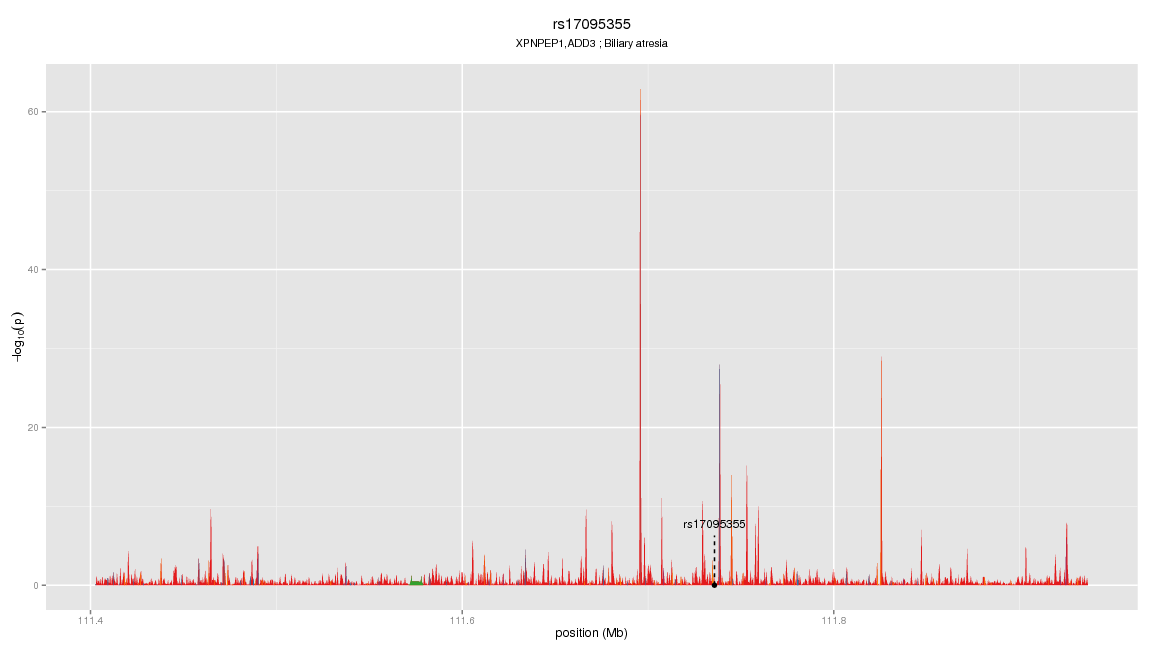 rs17095355
XPNPEP1,ADD3 ; Biliary atresia
60
40
20
0
−log10(p)
rs17095355
111.4
111.6
111.8
position (Mb)